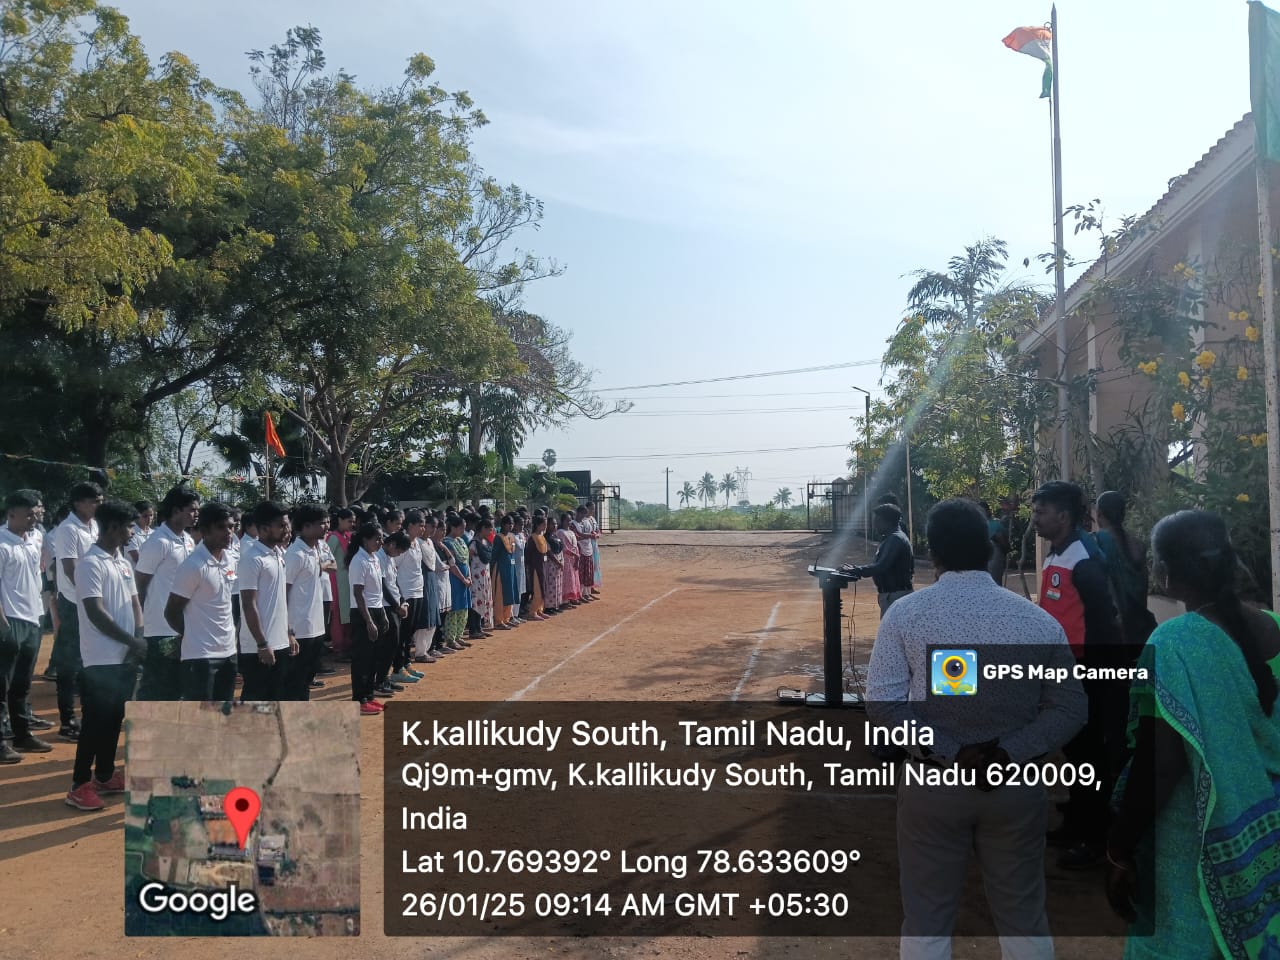 GPS Map Camera
K.kallikudy South, Tamil Nadu, India
Qj9m+gmv, K.kallikudy South, Tamil Nadu 620009,
India
Lat 10.769392° Long 78.633609°
26/01/25 09:14 AM GMT +05:30
Google